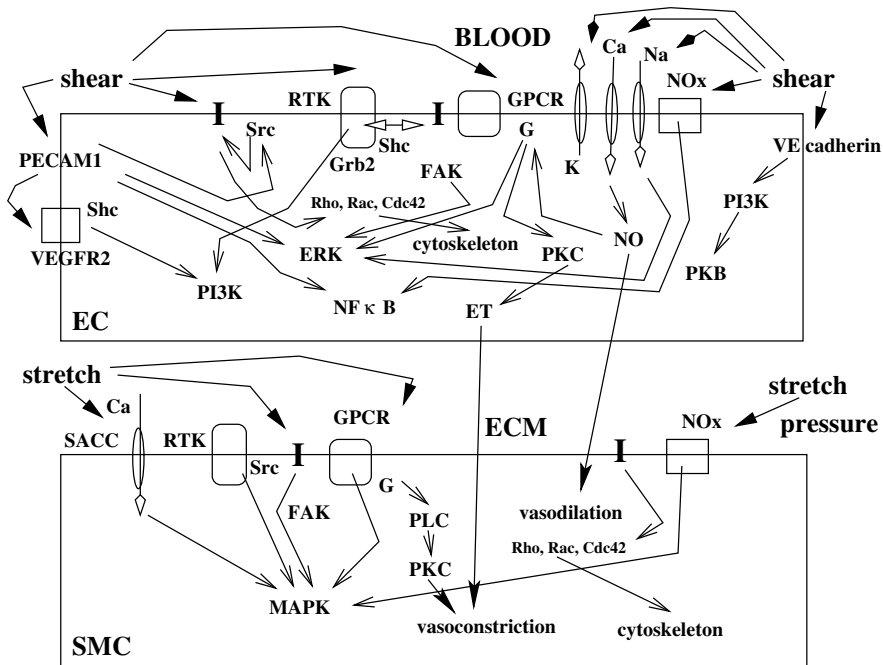 BLOOD
Ca
Na
shear
NOx
shear
RTK
I
I
GPCR
Src
Shc
G
PECAM1
Grb2
K
VE cadherin
FAK
Shc
Rho, Rac, Cdc42
PI3K
VEGFR2
ERK
cytoskeleton
PKC
NO
PKB
PI3K
NF κ B
ET
EC
stretch
stretch
Ca
GPCR
NOx
pressure
SACC
RTK
I
ECM
I
Src
G
FAK
PLC
vasodilation
Rho, Rac, Cdc42
PKC
MAPK
vasoconstriction
cytoskeleton
SMC